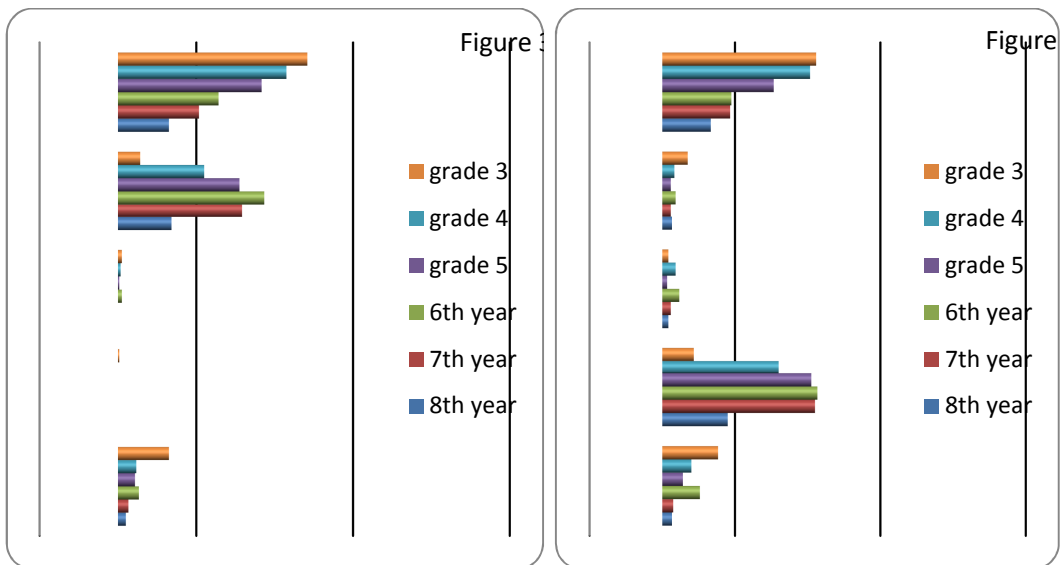 Figure 3
grade 3
grade 4
grade 5
6th year
7th year
8th year
Figure
grade 3
grade 4
grade 5
6th year
7th year
8th year